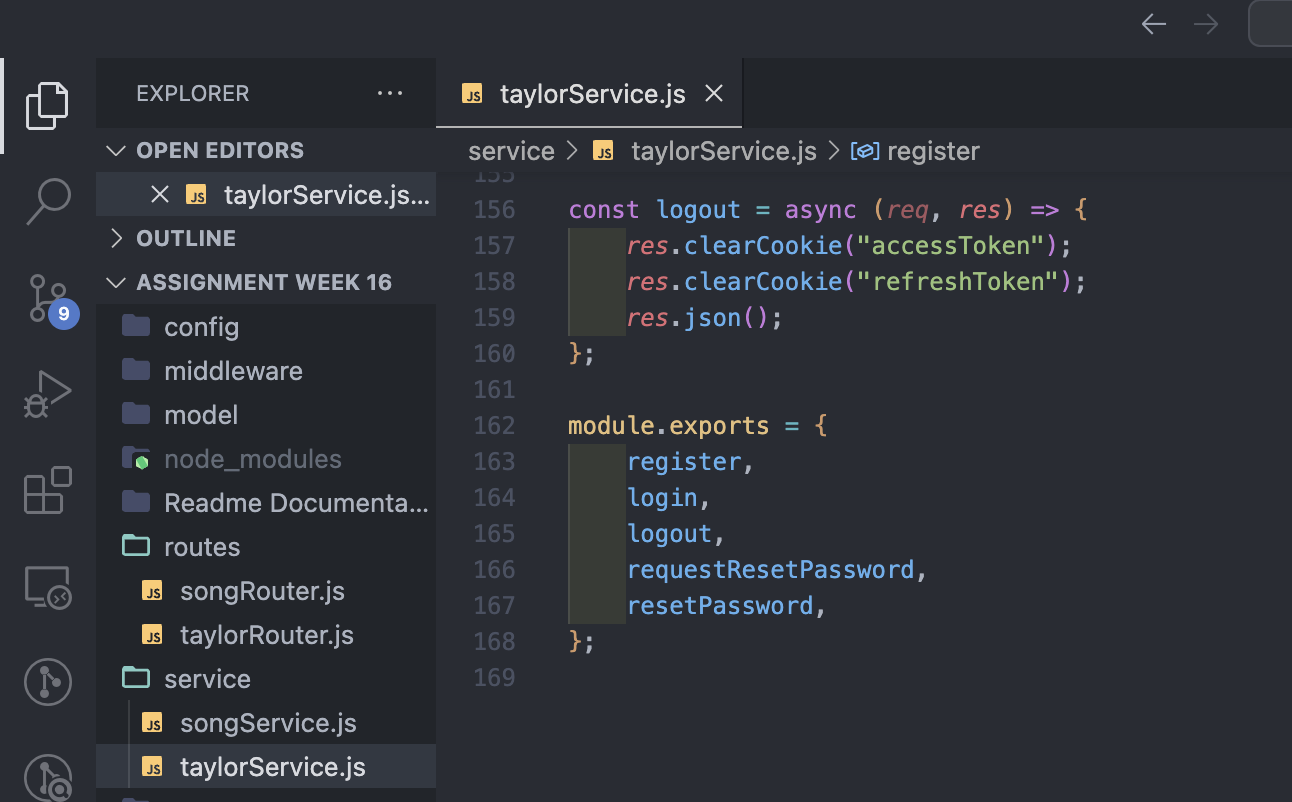 EXPLORER
OPEN EDITORS
JS taylorService.js...
OUTLINE
ASSIGNMENT WEEK 16
9
config
middleware
model
node_modules
Readme Documenta...
routes
JS songRouter.js
JS taylorRouter.js
service
JS songService.js
JS taylorService.js
JS taylorService.js
service > JS taylorService.js > register
155
156 const logout = async (req, res) => {
157 res.clearCookie("accessToken");
158 res.clearCookie("refreshToken");
159 res.json();
160 };
161
162 module.exports = {
163 register,
164 login,
165 logout,
166 requestResetPassword,
167 resetPassword,
168 };
169